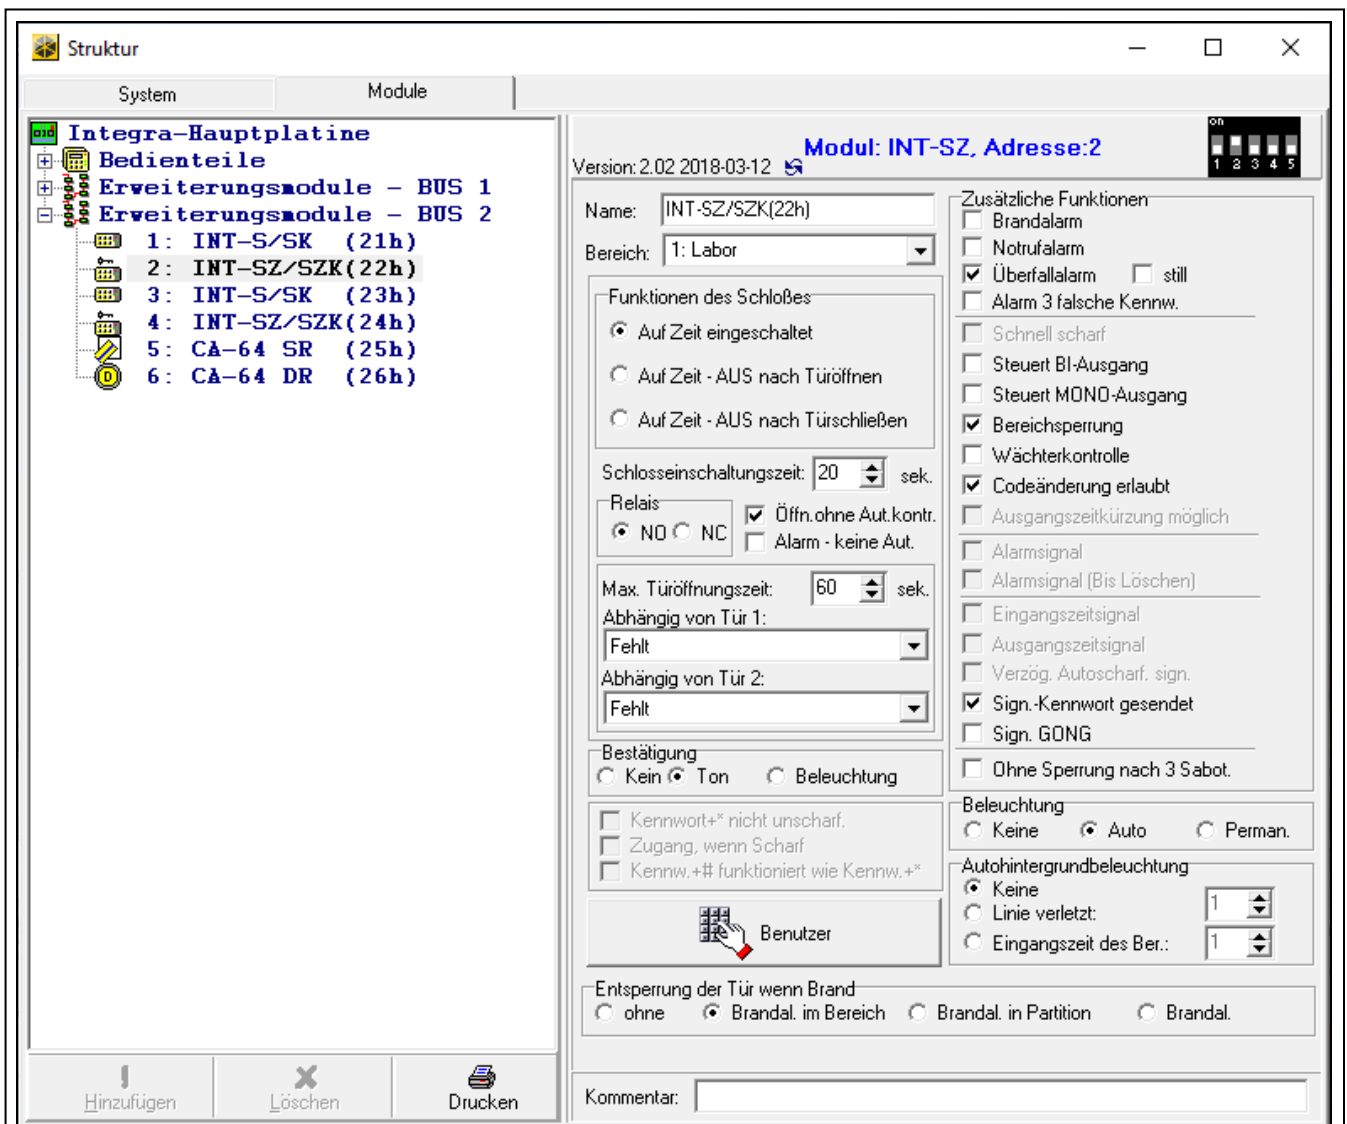 Struktur
System
Module
Integra-Hauptplatine
Bedienteile
Erweiterungsmodule - BUS 1
Erweiterungsmodule - BUS 2
1: INT-S/SK (21h)
2: INT-SZ/SZK(22h)
3: INT-S/SK (23h)
4: INT-SZ/SZK(24h)
5: CA-64 SR (25h)
6: CA-64 DR (26h)
Hinzufügen
Löschen
Drucken
Modul: INT-SZ, Adresse:2
Version: 2.02 2018-03-12
on
1 2 3 4 5
Name: INT-SZ/SZK(22h)
Bereich: 1: Labor
Funktionen des Schloßes
Auf Zeit eingeschaltet
Auf Zeit - AUS nach Türöffnen
Auf Zeit - AUS nach Türschließen
Schlosseinschaltungszeit: 20 sek.
Relais
NO NC
Öffn.ohne Aut.kontr.
Alarm - keine Aut.
Max. Türöffnungszeit: 60 sek.
Abhängig von Tür 1:
Fehlt
Abhängig von Tür 2:
Fehlt
Bestätigung
Kein Ton Beleuchtung
Kennwort+* nicht unscharf.
Zugang, wenn Scharf
Kennw.+# funktioniert wie Kennw.+*
Benutzer
Zusätzliche Funktionen
Brandalarm
Notrufalarm
Überfallalarm still
Alarm 3 falsche Kennw.
Schnell scharf
Steuert BI-Ausgang
Steuert MONO-Ausgang
Bereichsperrung
Wächterkontrolle
Codeänderung erlaubt
Ausgangszeitkürzung möglich
Alarmsignal
Alarmsignal (Bis Löschen)
Eingangszeitsignal
Ausgangszeitsignal
Verzög. Autoscharf. sign.
Sign.-Kennwort gesendet
Sign. GONG
Ohne Sperrung nach 3 Sabot.
Beleuchtung
Keine Auto Perman.
Autohintergrundbeleuchtung
Keine
Linie verletzt: 1
Eingangszeit des Ber.: 1
Entsperrung der Tür wenn Brand
ohne Brandal. im Bereich Brandal. in Partition Brandal.
Kommentar: